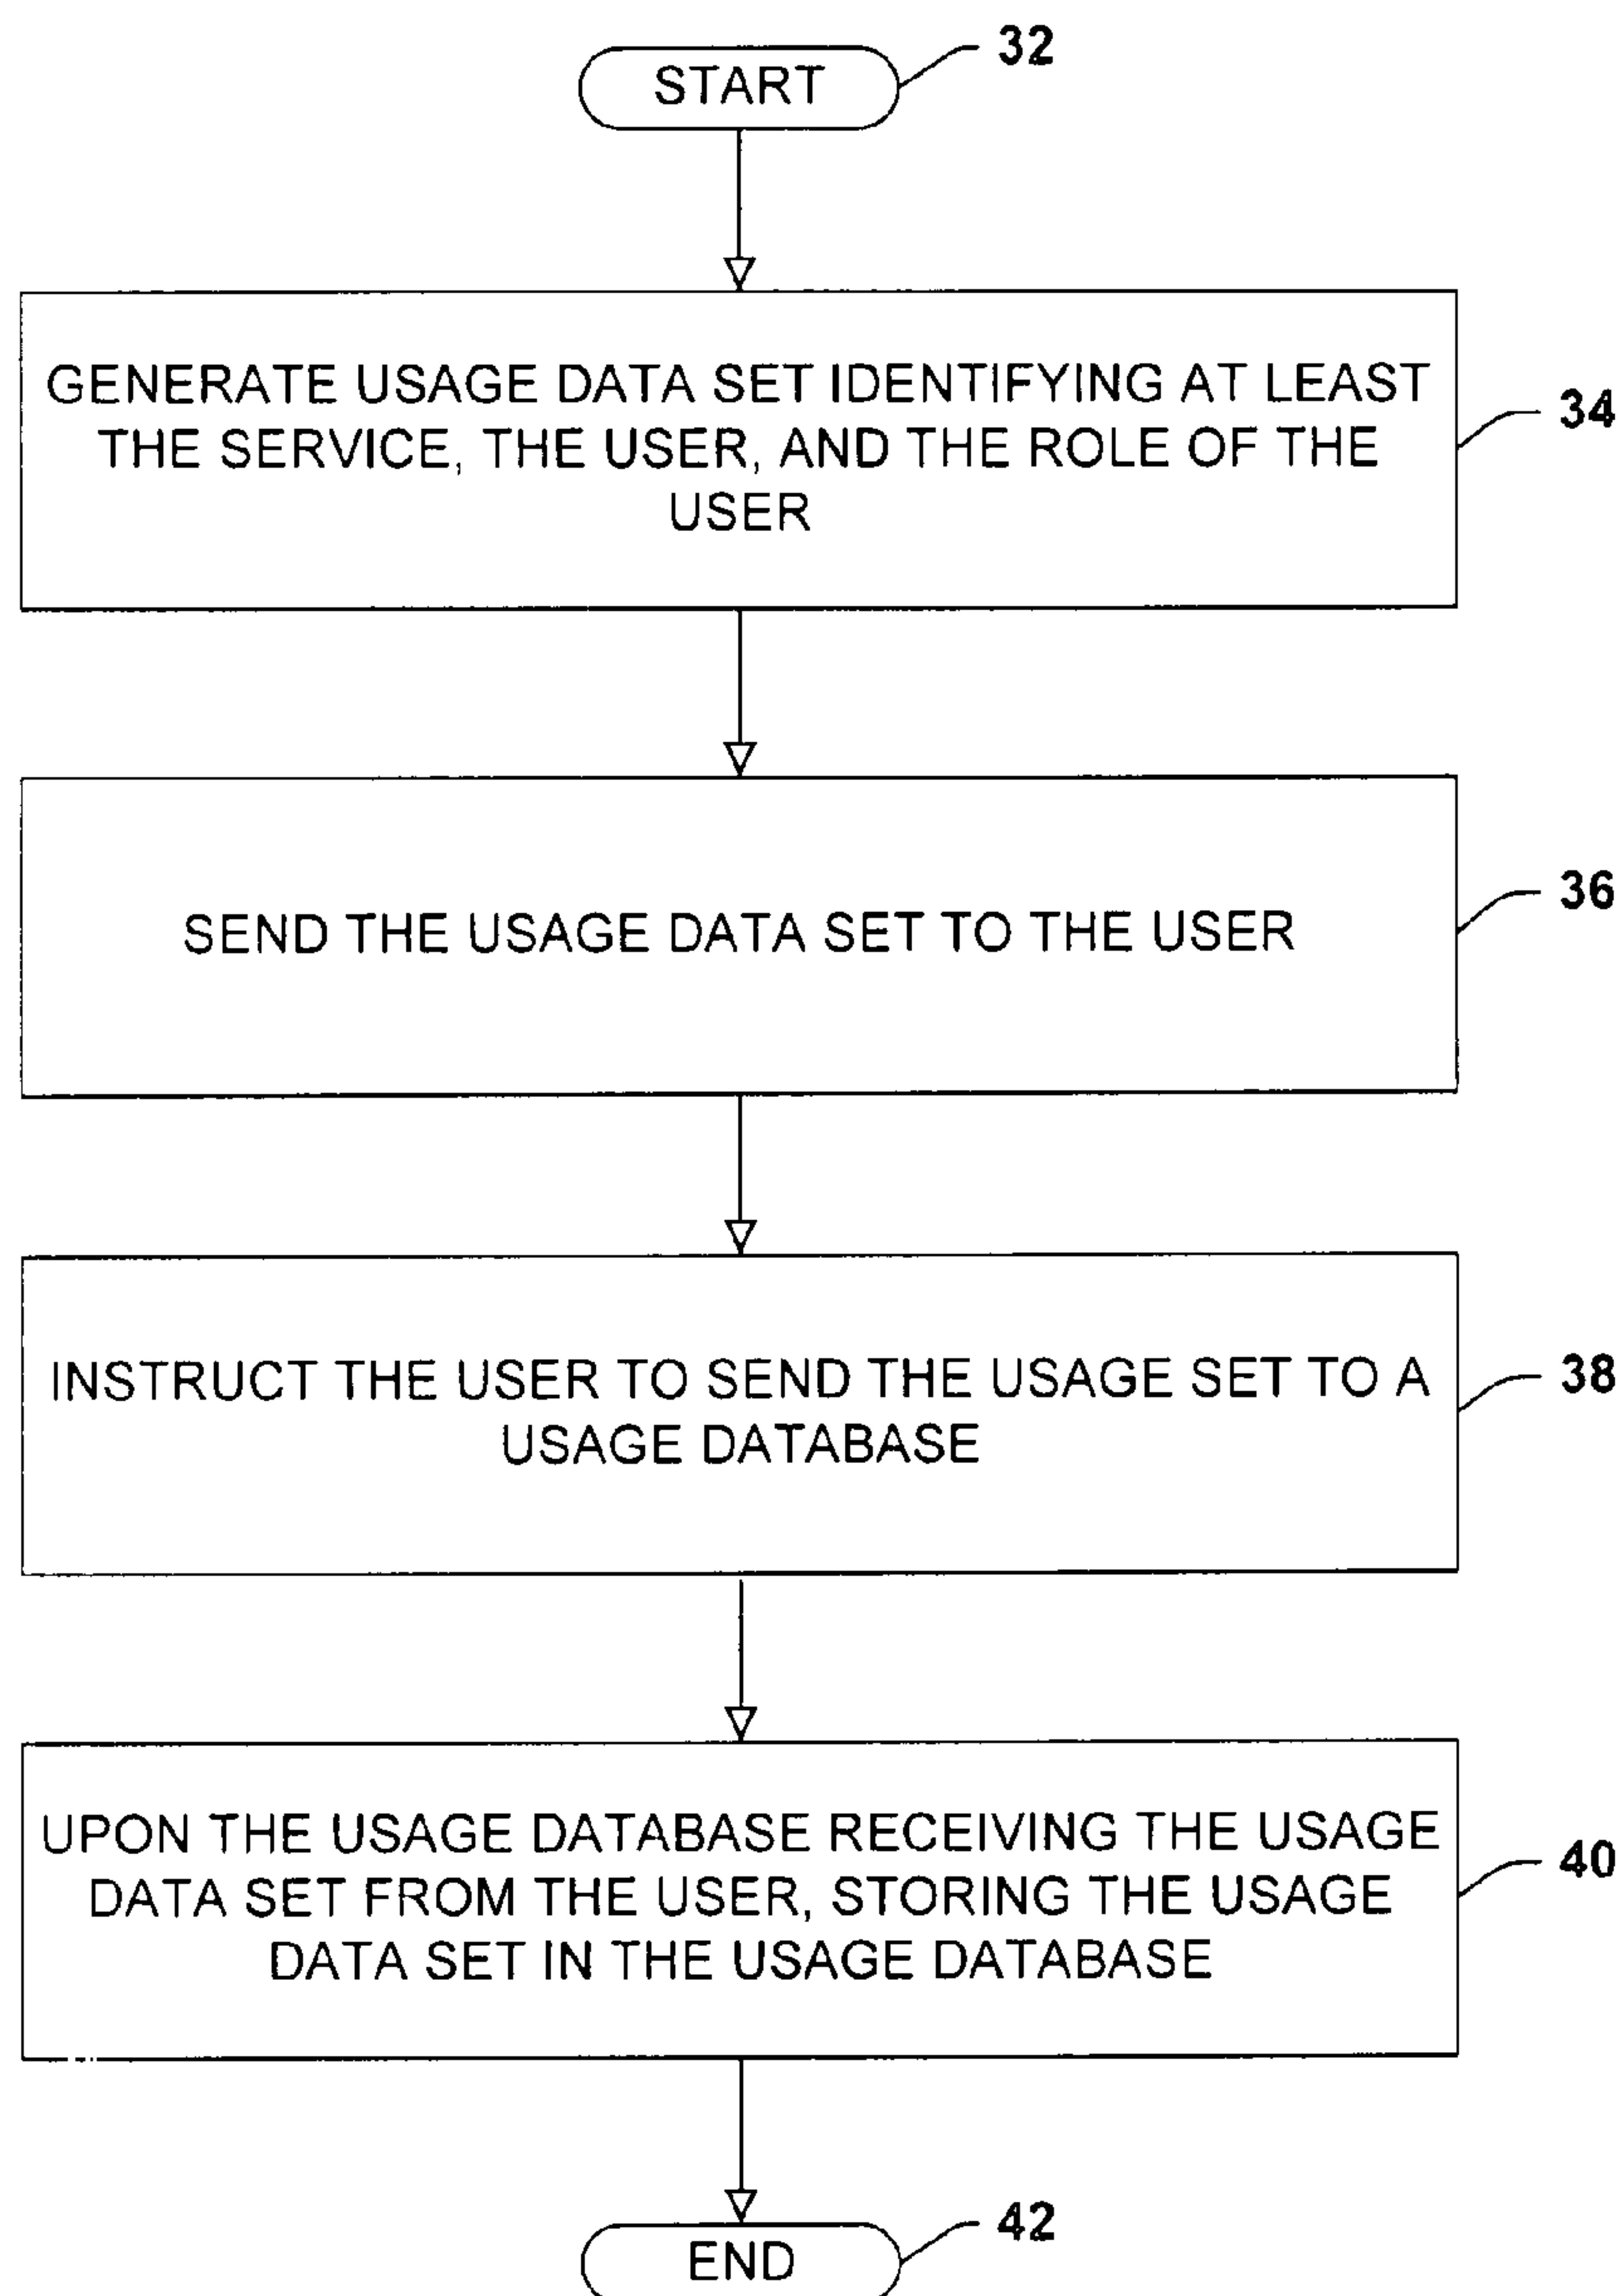 START
32
GENERATE USAGE DATA SET IDENTIFYING AT LEAST
THE SERVICE, THE USER, AND THE ROLE OF THE
USER
34
SEND THE USAGE DATA SET TO THE USER
36
INSTRUCT THE USER TO SEND THE USAGE SET TO A
USAGE DATABASE
38
UPON THE USAGE DATABASE RECEIVING THE USAGE
DATA SET FROM THE USER, STORING THE USAGE
DATA SET IN THE USAGE DATABASE
40
END
42